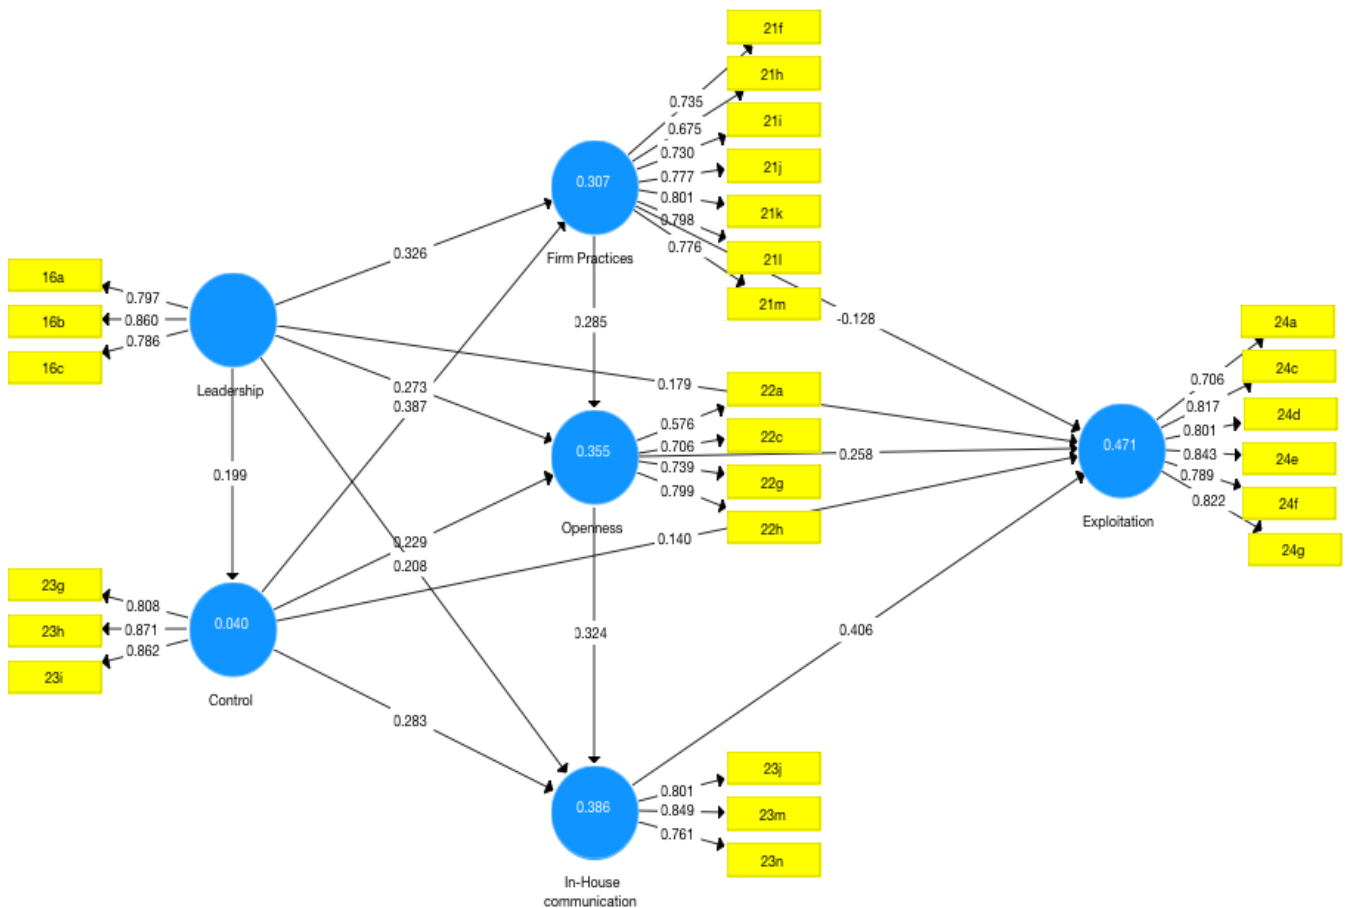 21f
21h
21i
21j
21k
21l
21m
0.735
0.675
0.730
0.777
0.801
0.798
0.776
0.307
Firm Practices
0.326
16a
16b
16c
0.797
0.860
0.786
Leadership
0.285
-0.128
0.273
0.387
0.179
22a
22c
22g
22h
0.576
0.706
0.739
0.799
0.355
Openness
0.258
24a
24c
24d
24e
24f
24g
0.706
0.817
0.801
0.843
0.789
0.822
0.471
Exploitation
0.199
0.229
0.208
0.140
23g
23h
23i
0.808
0.871
0.862
0.040
Control
0.324
0.406
0.283
23j
23m
23n
0.801
0.849
0.761
0.386
In-House
communication